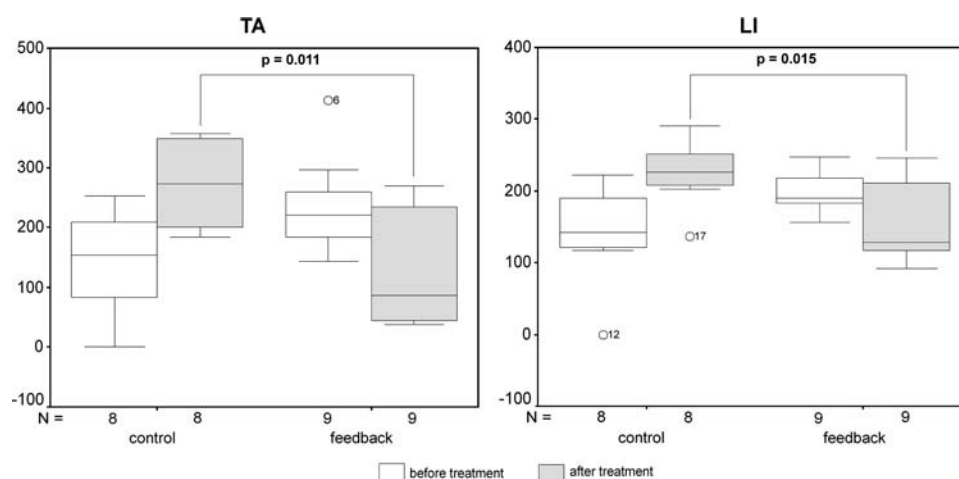 TA
500
400
300
200
100
0
-100
p = 0.011
6
N = 8 8 9 9
control feedback
LI
400
300
200
100
0
-100
p = 0.015
17
12
N = 8 8 9 9
control feedback
before treatment after treatment